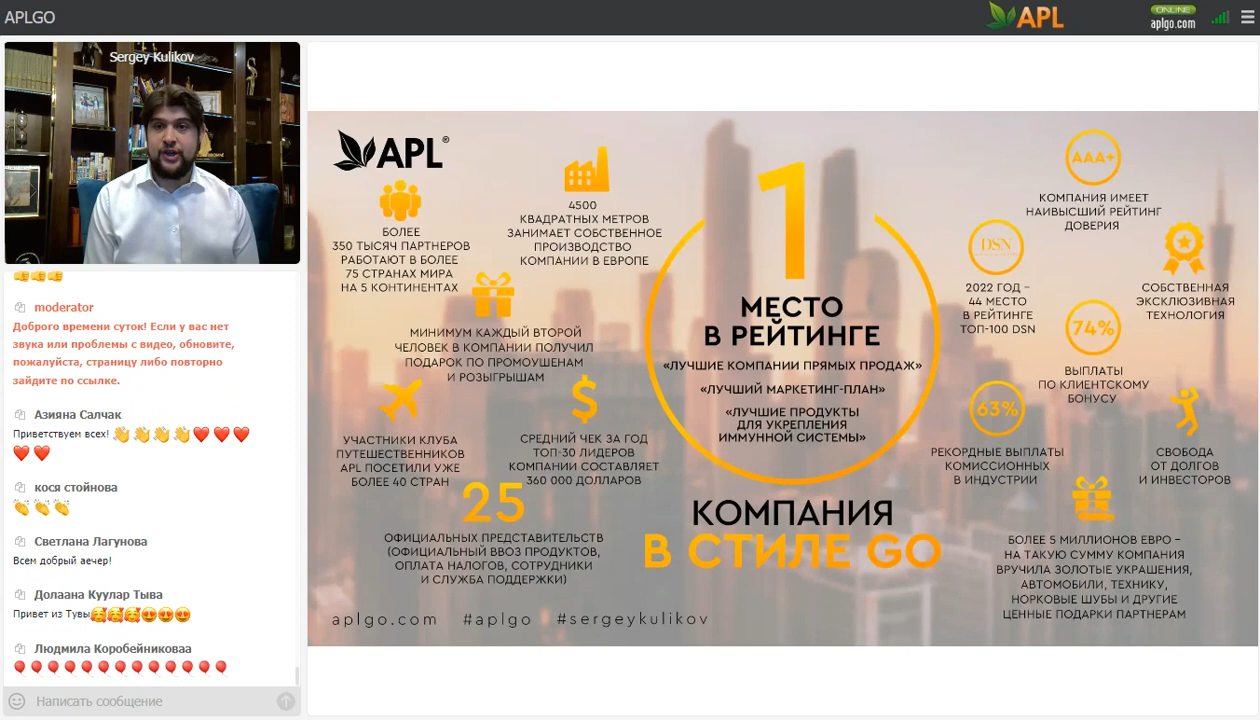 APLGO
APL
ONLINE
aplgo.com
Sergey Kulikov
moderator
Доброго времени суток! Если у вас нет
звука или проблемы с видео, обновите,
пожалуйста, страницу либо повторно
зайдите по ссылке.
Азияна Салчак
Приветствуем всех! 👋👋👋👋❤❤❤
❤❤
кося стойнова
👏👏👏
Светлана Лагунова
Всем добрый аечер!
Долаана Куулар Тыва
Привет из Тувы🥰🥰🥰😍😍😍
Людмила Коробейниковаа
🎈🎈🎈🎈🎈🎈🎈🎈🎈🎈🎈🎈🎈
Написать сообщение
APL®
БОЛЕЕ
350 ТЫСЯЧ ПАРТНЕРОВ
РАБОТАЮТ В БОЛЕЕ
75 СТРАНАХ МИРА
НА 5 КОНТИНЕНТАХ
4500
КВАДРАТНЫХ МЕТРОВ
ЗАНИМАЕТ СОБСТВЕННОЕ
ПРОИЗВОДСТВО
КОМПАНИИ В ЕВРОПЕ
МИНИМУМ КАЖДЫЙ ВТОРОЙ
ЧЕЛОВЕК В КОМПАНИИ ПОЛУЧИЛ
ПОДАРОК ПО ПРОМОУШЕНАМ
И РОЗЫГРЫШАМ
УЧАСТНИКИ КЛУБА
ПУТЕШЕСТВЕННИКОВ
APL ПОСЕТИЛИ УЖЕ
БОЛЕЕ 40 СТРАН
$
СРЕДНИЙ ЧЕК ЗА ГОД
ТОП-30 ЛИДЕРОВ
КОМПАНИИ СОСТАВЛЯЕТ
360 000 ДОЛЛАРОВ
25
ОФИЦИАЛЬНЫХ ПРЕДСТАВИТЕЛЬСТВ
(ОФИЦИАЛЬНЫЙ ВВОЗ ПРОДУКТОВ,
ОПЛАТА НАЛОГОВ, СОТРУДНИКИ
И СЛУЖБА ПОДДЕРЖКИ)
aplgo.com #aplgo #sergeykulikov
1
МЕСТО
В РЕЙТИНГЕ
«ЛУЧШИЕ КОМПАНИИ ПРЯМЫХ ПРОДАЖ»
«ЛУЧШИЙ МАРКЕТИНГ-ПЛАН»
«ЛУЧШИЕ ПРОДУКТЫ
ДЛЯ УКРЕПЛЕНИЯ
ИММУННОЙ СИСТЕМЫ»
КОМПАНИЯ
В СТИЛЕ GO
AAA+
КОМПАНИЯ ИМЕЕТ
НАИВЫСШИЙ РЕЙТИНГ
ДОВЕРИЯ
DSN
2022 ГОД –
44 МЕСТО
В РЕЙТИНГЕ
ТОП-100 DSN
СОБСТВЕННАЯ
ЭКСКЛЮЗИВНАЯ
ТЕХНОЛОГИЯ
74%
ВЫПЛАТЫ
ПО КЛИЕНТСКОМУ
БОНУСУ
63%
РЕКОРДНЫЕ ВЫПЛАТЫ
КОМИССИОННЫХ
В ИНДУСТРИИ
СВОБОДА
ОТ ДОЛГОВ
И ИНВЕСТОРОВ
БОЛЕЕ 5 МИЛЛИОНОВ ЕВРО –
НА ТАКУЮ СУММУ КОМПАНИЯ
ВРУЧИЛА ЗОЛОТЫЕ УКРАШЕНИЯ,
АВТОМОБИЛИ, ТЕХНИКУ,
НОРКОВЫЕ ШУБЫ И ДРУГИЕ
ЦЕННЫЕ ПОДАРКИ ПАРТНЕРАМ